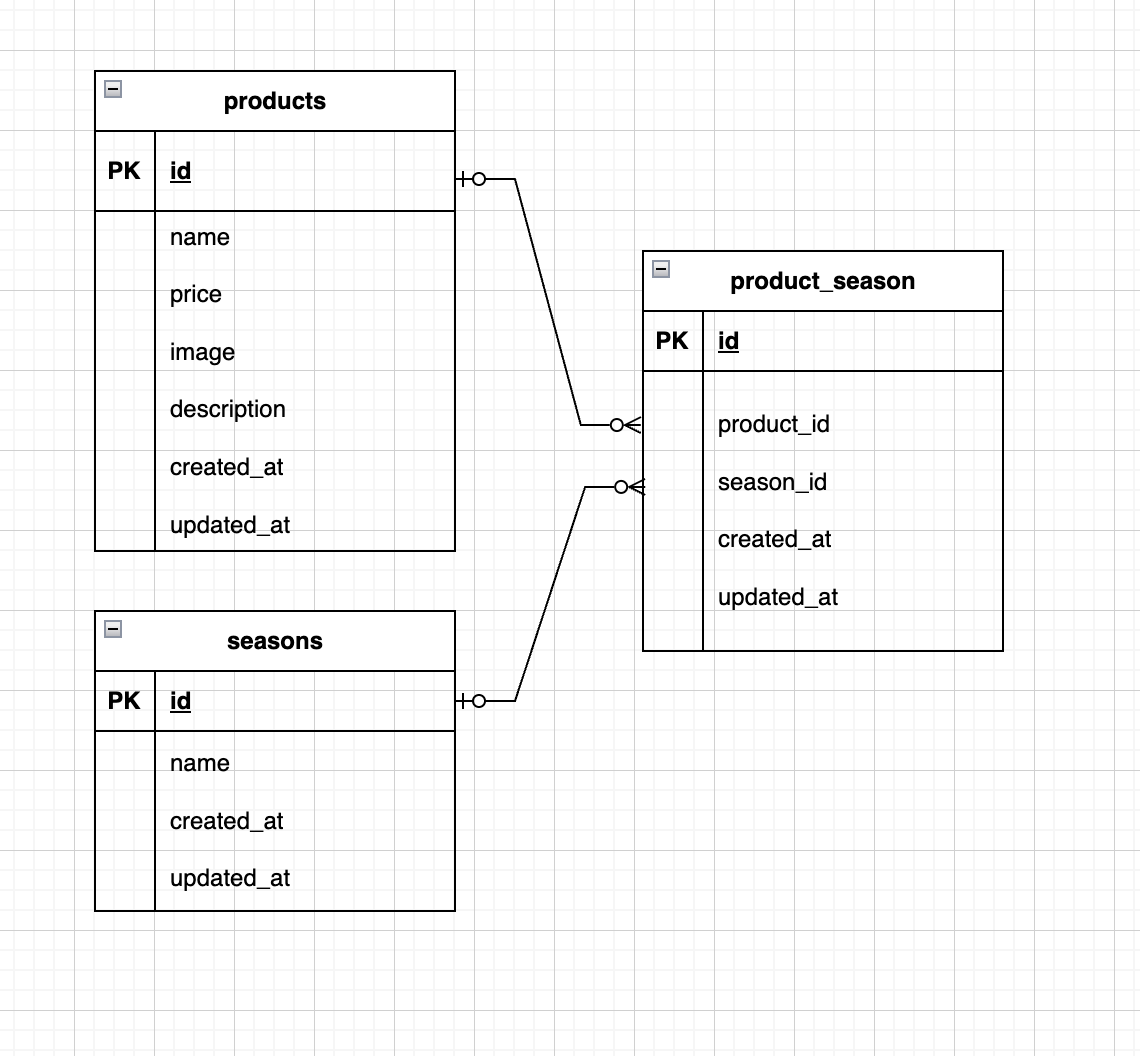 products
PK id
name
price
image
description
created_at
updated_at
product_season
PK id
product_id
season_id
created_at
updated_at
seasons
PK id
name
created_at
updated_at